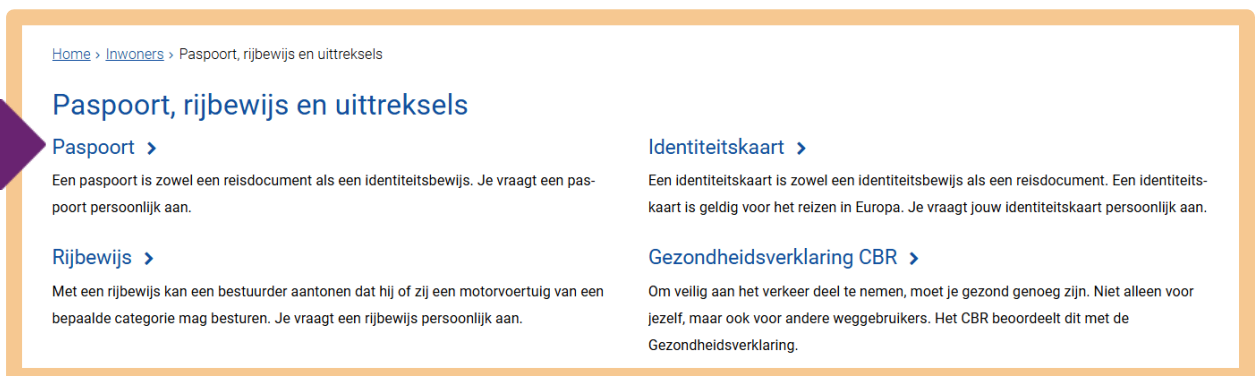 Home › Inwoners › Paspoort, rijbewijs en uittreksels
Paspoort, rijbewijs en uittreksels
Paspoort
Een paspoort is zowel een reisdocument als een identiteitsbewijs. Je vraagt een pas-
poort persoonlijk aan.
Identiteitskaart
Een identiteitskaart is zowel een identiteitsbewijs als een reisdocument. Een identiteits-
kaart is geldig voor het reizen in Europa. Je vraagt jouw identiteitskaart persoonlijk aan.
Rijbewijs
Met een rijbewijs kan een bestuurder aantonen dat hij of zij een motorvoertuig van een
bepaalde categorie mag besturen. Je vraagt een rijbewijs persoonlijk aan.
Gezondheidsverklaring CBR
Om veilig aan het verkeer deel te nemen, moet je gezond genoeg zijn. Niet alleen voor
jezelf, maar ook voor andere weggebruikers. Het CBR beoordeelt dit met de
Gezondheidsverklaring.